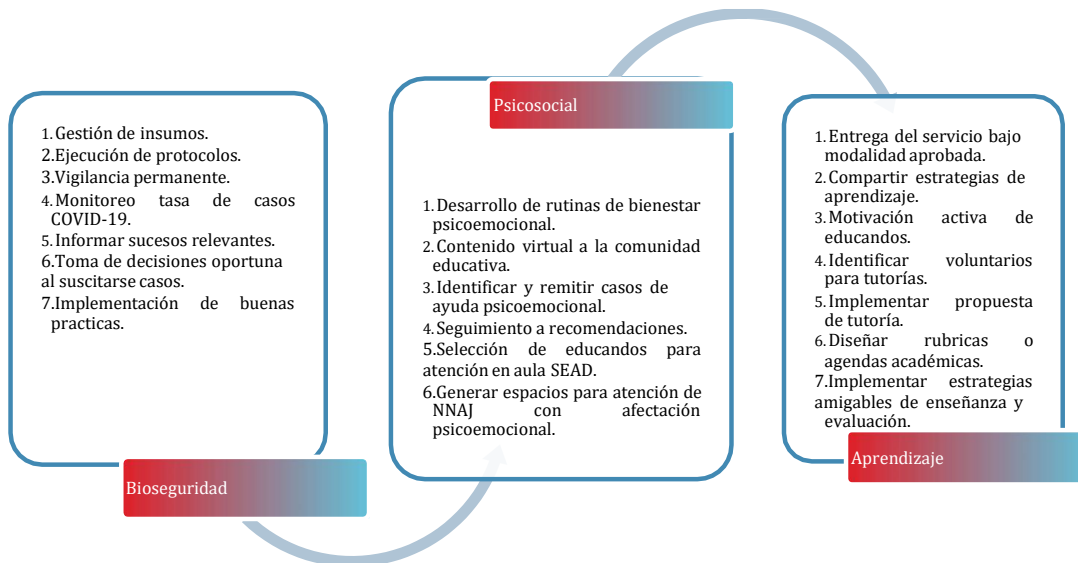 1.Gestión de insumos.
2.Ejecución de protocolos.
3.Vigilancia permanente.
4.Monitoreo tasa de casos
COVID-19.
5.Informar sucesos relevantes.
6.Toma de decisiones oportuna
al suscitarse casos.
7.Implementación de buenas
practicas.
Bioseguridad
Psicosocial
1.Desarrollo de rutinas de bienestar
psicoemocional.
2.Contenido virtual a la comunidad
educativa.
3.Identificar y remitir casos de
ayuda psicoemocional.
4.Seguimiento a recomendaciones.
5.Selección de educandos para
atención en aula SEAD.
6.Generar espacios para atención de
NNAJ con afectación
psicoemocional.
1.Entrega del servicio bajo
modalidad aprobada.
2.Compartir estrategias de
aprendizaje.
3.Motivación activa de
educandos.
4.Identificar voluntarios
para tutorías.
5.Implementar propuesta
de tutoría.
6.Diseñar rubricas o
agendas académicas.
7.Implementar estrategias
amigables de enseñanza y
evaluación.
Aprendizaje